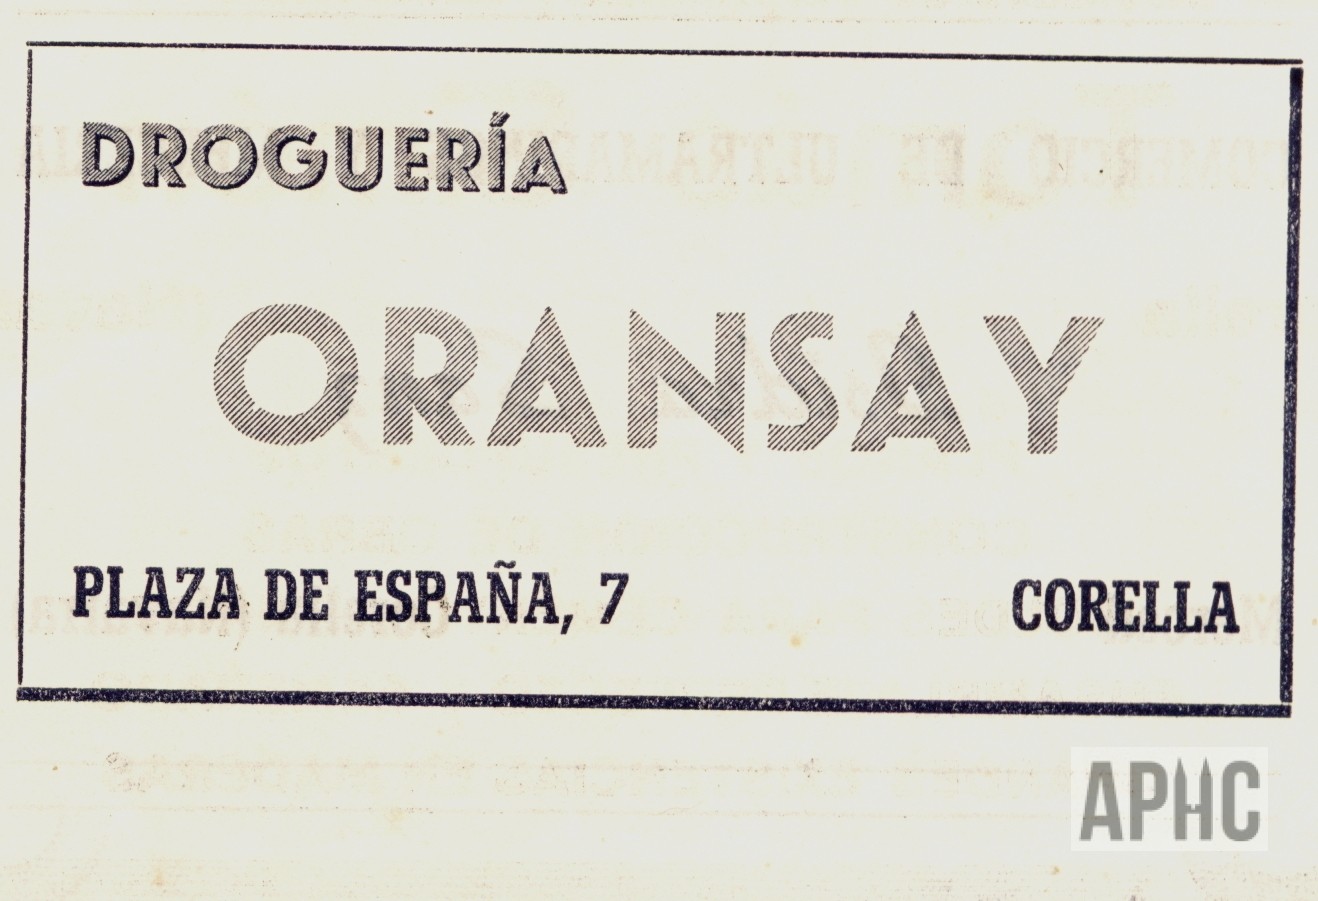 DROGUERÍA
ORANSAY
PLAZA DE ESPAÑA, 7 CORELLA
APHC